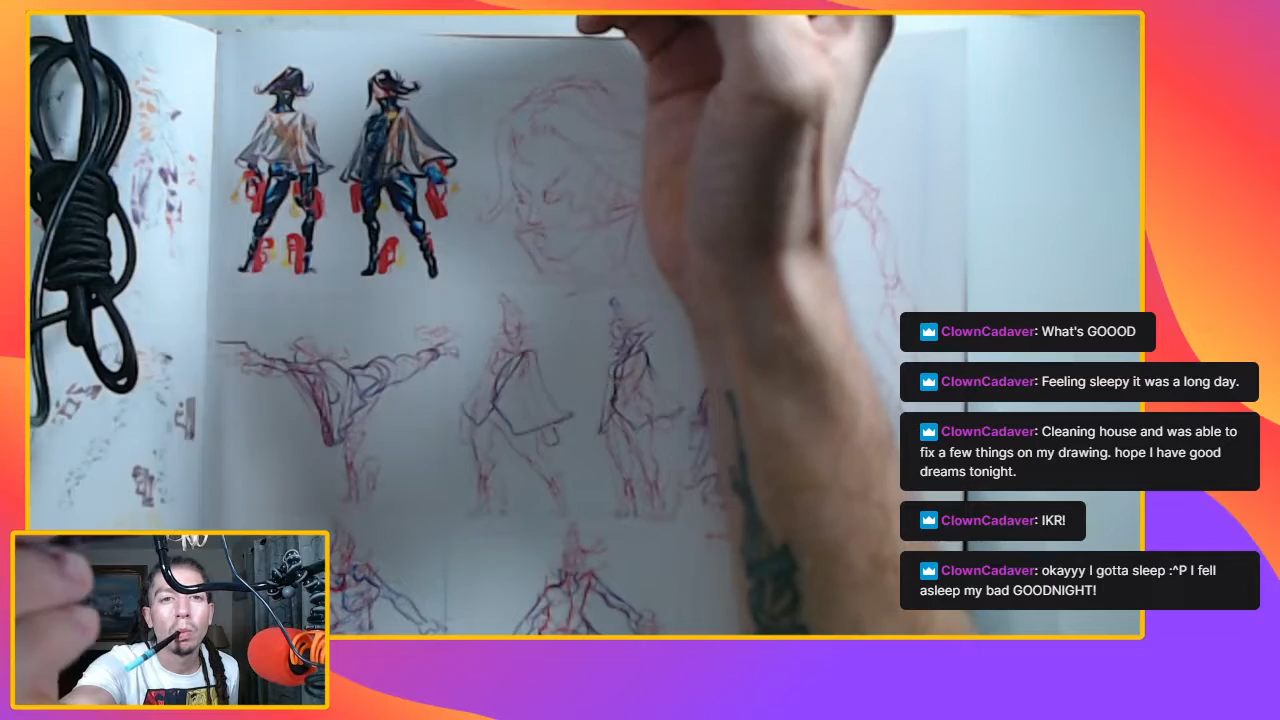 ClownCadaver: What's GOOOD
ClownCadaver: Feeling sleepy it was a long day.
ClownCadaver: Cleaning house and was able to
fix a few things on my drawing. hope I have good
dreams tonight.
ClownCadaver: IKR!
ClownCadaver: okayyy I gotta sleep :^P I fell
asleep my bad GOODNIGHT!